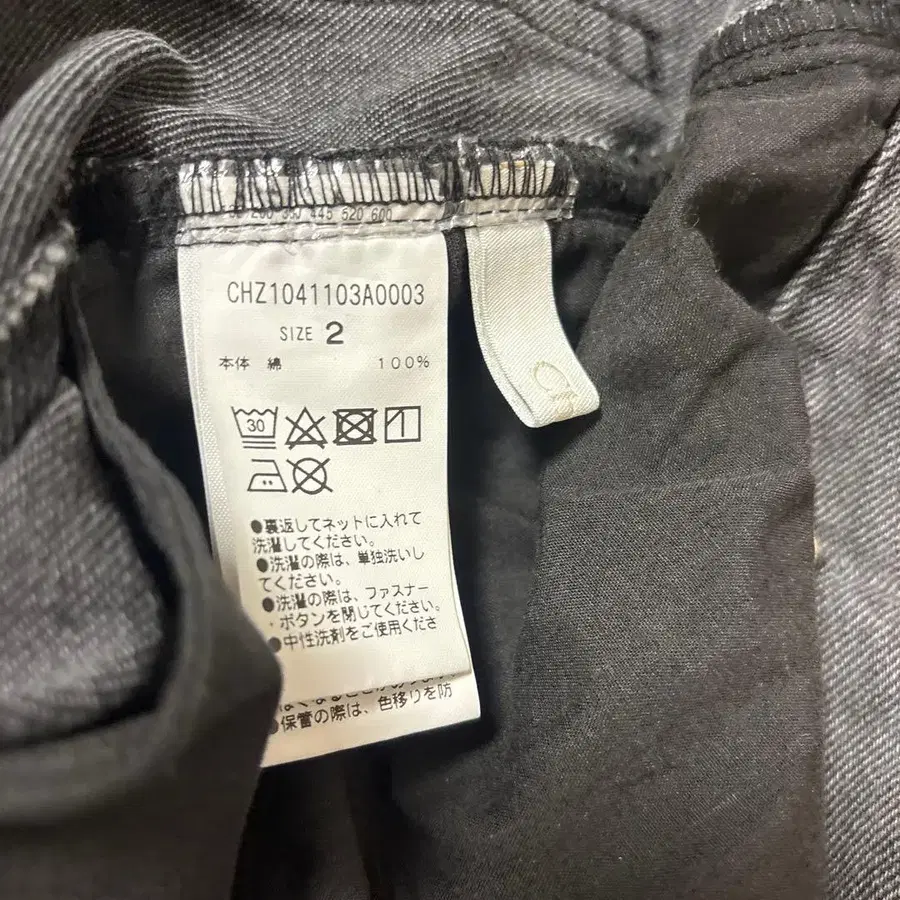 445 520 600
CHZ1041103A0003
SIZE 2
本体 綿 100%
30
●裏返してネットに入れて
洗濯してください。
●洗濯の際は、単独洗いし
てください。
●洗濯の際は、ファスナー
・ボタンを閉じてください。
●中性洗剤をご使用くださ
●保管の際は、色移りを防